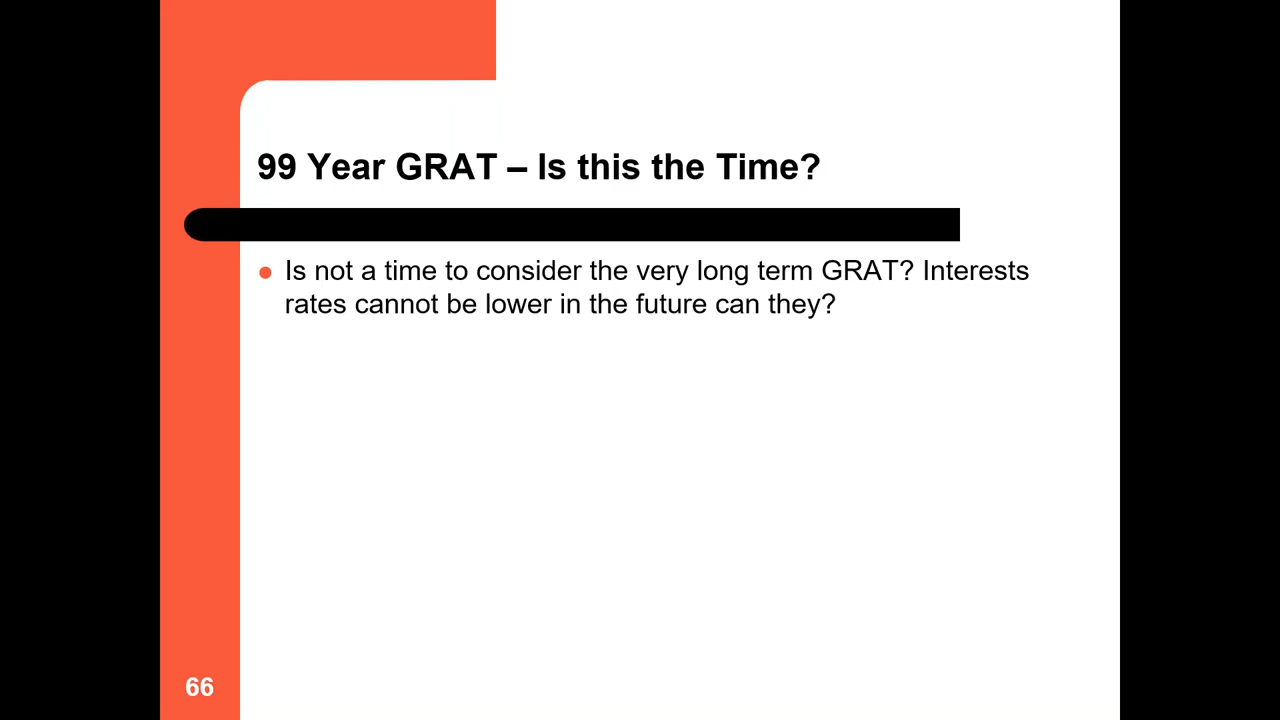 99 Year GRAT – Is this the Time?
● Is not a time to consider the very long term GRAT? Interests
rates cannot be lower in the future can they?
66